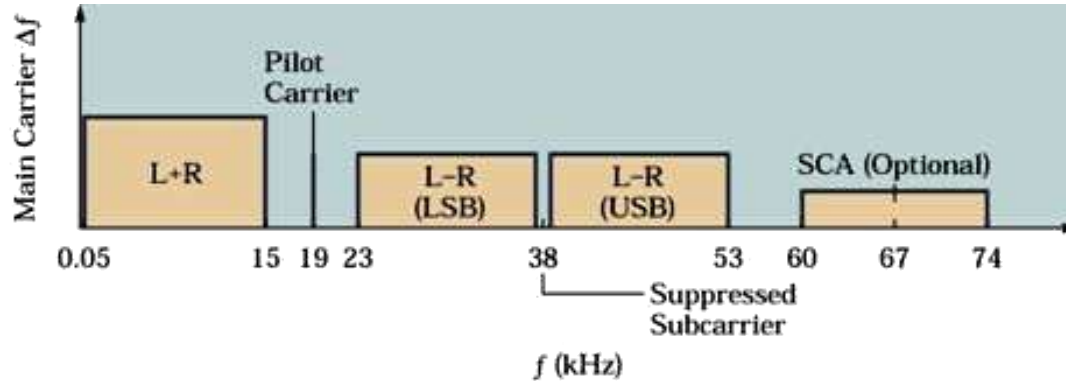 Main Carrier Δf
Pilot
Carrier
L+R
L−R
(LSB)
L−R
(USB)
SCA (Optional)
0.05 15 19 23 38 53 60 67 74
Suppressed
Subcarrier
f (kHz)